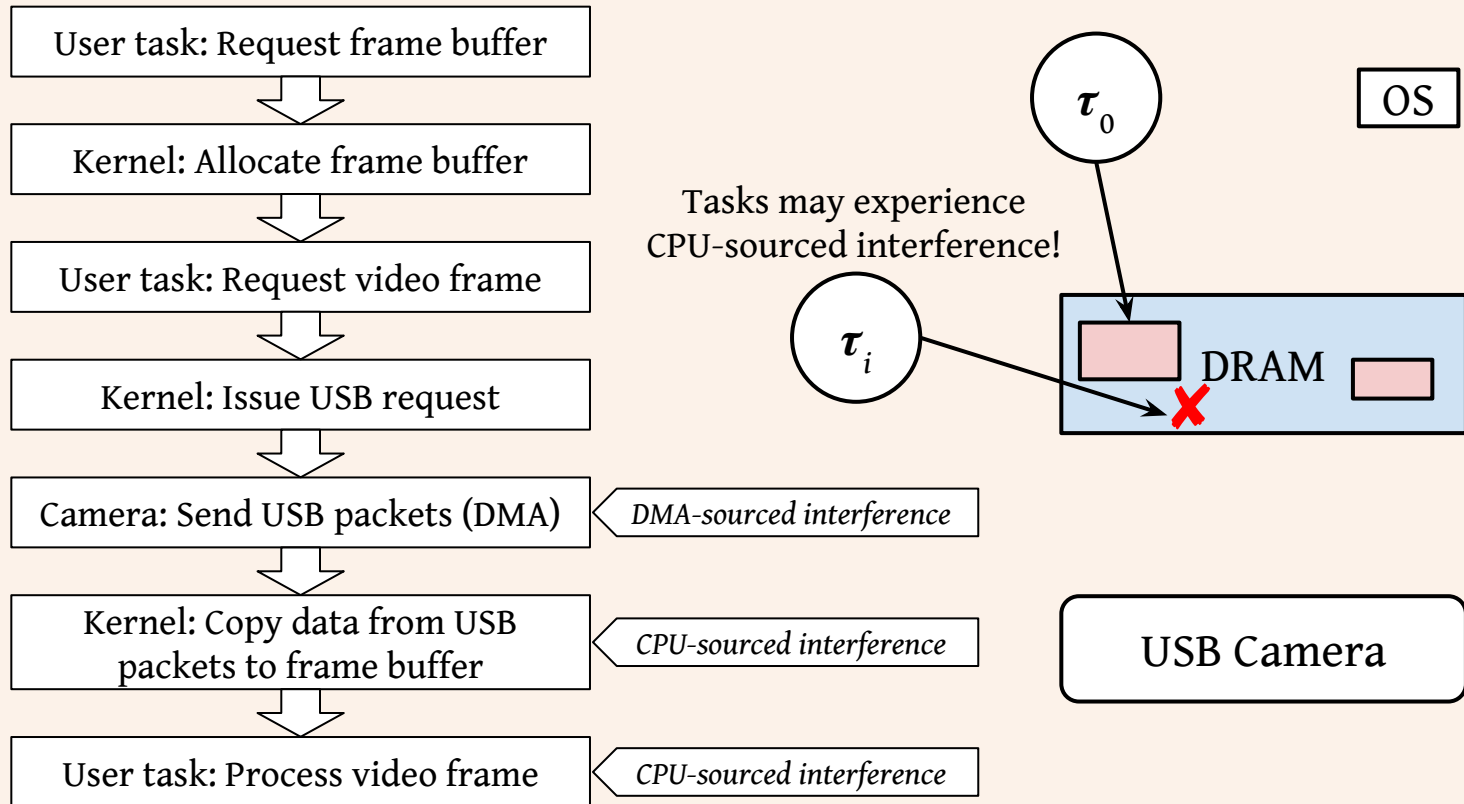 User task: Request frame buffer
Kernel: Allocate frame buffer
User task: Request video frame
Kernel: Issue USB request
Camera: Send USB packets (DMA)
DMA-sourced interference
Kernel: Copy data from USB
packets to frame buffer
CPU-sourced interference
User task: Process video frame
CPU-sourced interference
τ₀
OS
Tasks may experience
CPU-sourced interference!
τᵢ
DRAM
USB Camera